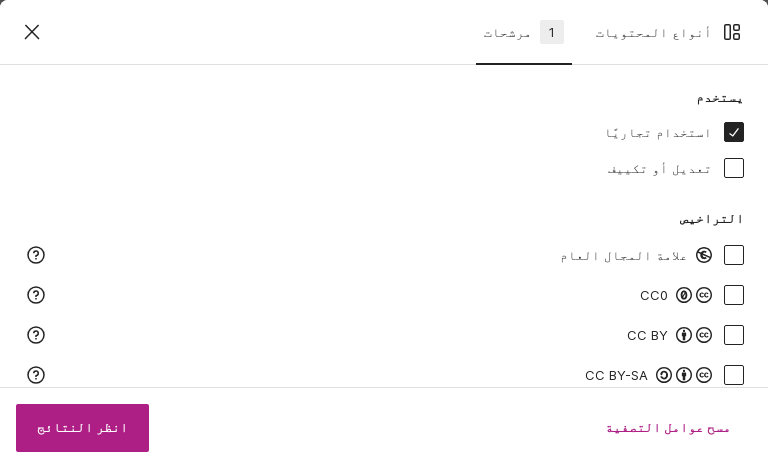 أنواع المحتويات
1 مرشحات
يستخدم
استخدام تجاريًا
تعديل أو تكييف
التراخيص
علامة المجال العام
CC0
CC BY
CC BY-SA
مسح عوامل التصفية
انظر النتائج